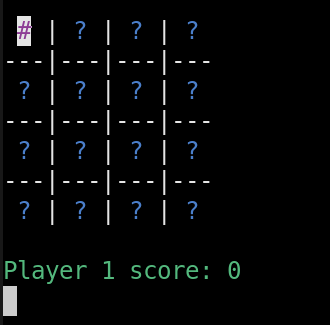 # | ? | ? | ?
---|---|---|---
? | ? | ? | ?
---|---|---|---
? | ? | ? | ?
---|---|---|---
? | ? | ? | ?
Player 1 score: 0